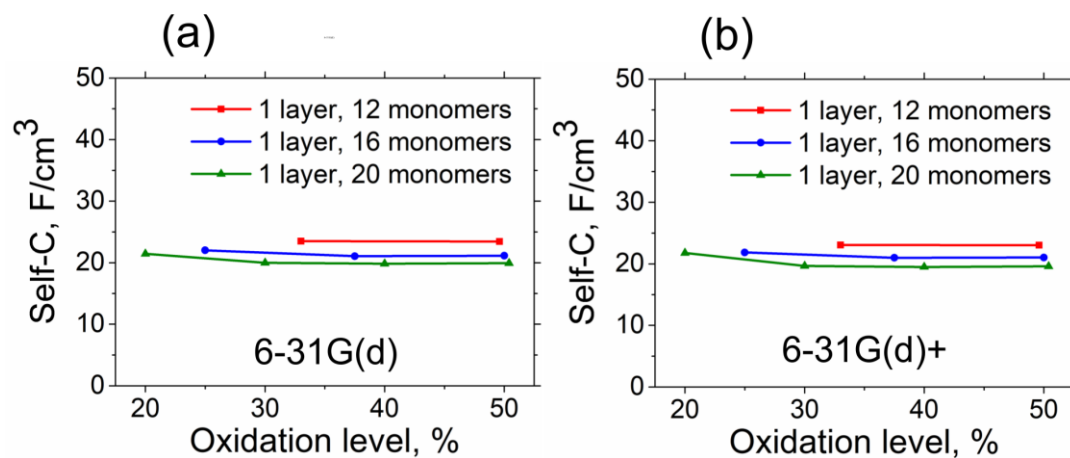 (a)
50
40
30
20
10
0
Self-C, F/cm³
1 layer, 12 monomers
1 layer, 16 monomers
1 layer, 20 monomers
6-31G(d)
20 30 40 50
Oxidation level, %
(b)
50
40
30
20
10
0
Self-C, F/cm³
1 layer, 12 monomers
1 layer, 16 monomers
1 layer, 20 monomers
6-31G(d)+
20 30 40 50
Oxidation level, %